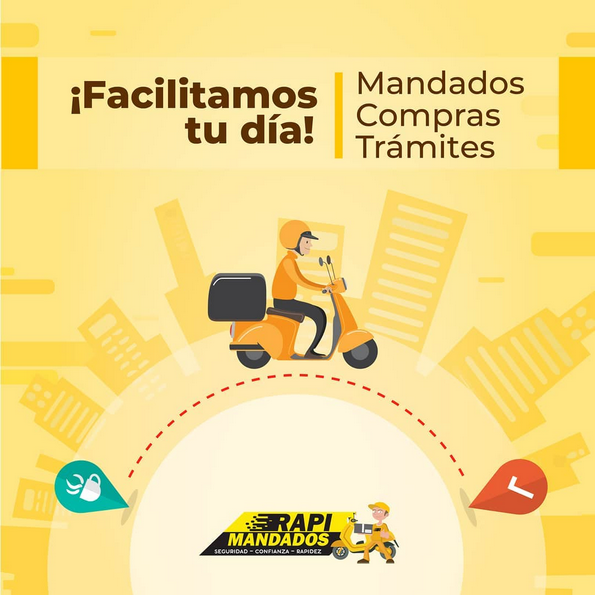 ¡Facilitamos
tu día!
Mandados
Compras
Trámites
RAPI
MANDADOS
SEGURIDAD – CONFIANZA – RAPIDEZ